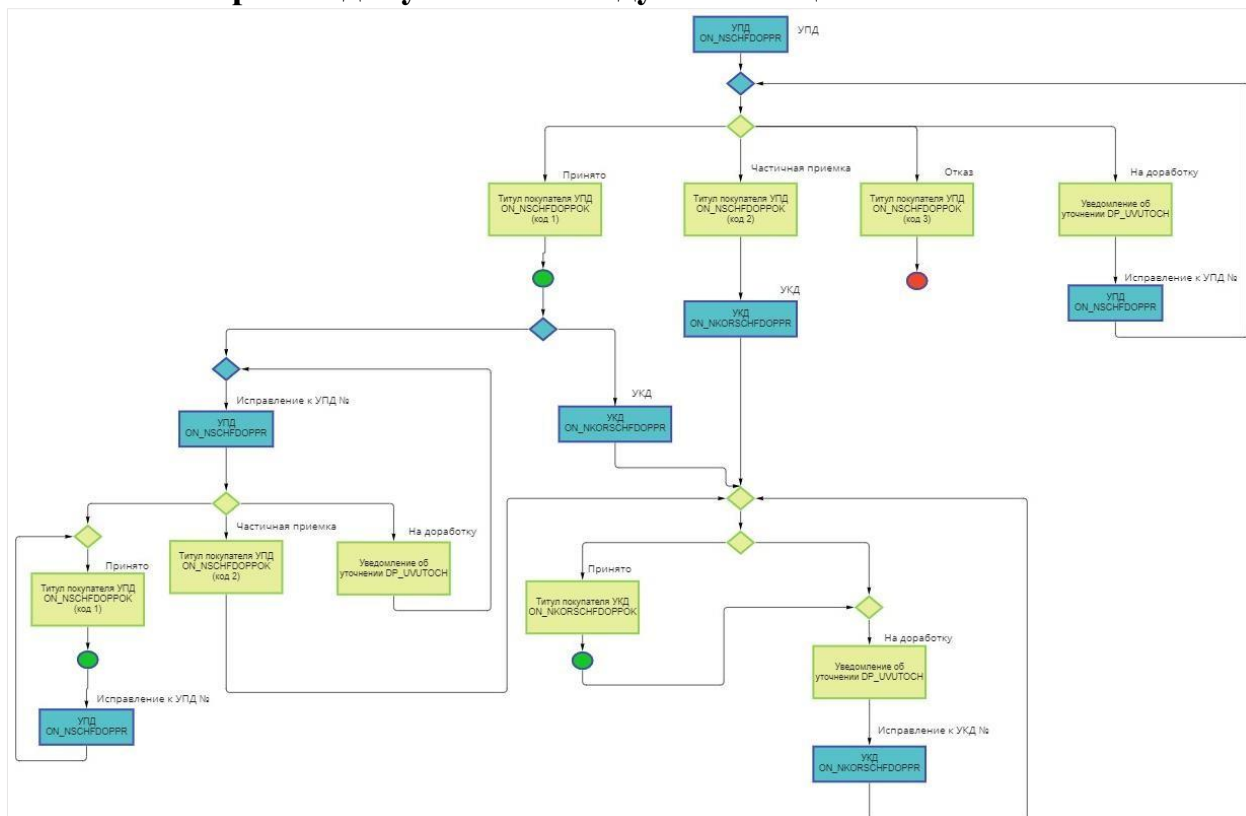 УПД
ON_NSCHFDOPPR
УПД
Принято
Частичная приемка
Отказ
На доработку
Титул покупателя УПД
ON_NSCHFDOPPOK
(код 1)
Титул покупателя УПД
ON_NSCHFDOPPOK
(код 2)
Титул покупателя УПД
ON_NSCHFDOPPOK
(код 3)
Уведомление об
уточнении DP_UVUTOCH
УКД
Исправление к УПД №
УКД
ON_NKORSCHFDOPPR
УПД
ON_NSCHFDOPPR
Исправление к УПД №
УКД
УПД
ON_NSCHFDOPPR
УКД
ON_NKORSCHFDOPPR
Частичная приемка
На доработку
Принято
Титул покупателя УПД
ON_NSCHFDOPPOK
(код 2)
Уведомление об
уточнении DP_UVUTOCH
Титул покупателя УПД
ON_NSCHFDOPPOK
(код 1)
Принято
Титул покупателя УКД
ON_NKORSCHFDOPPOK
На доработку
Уведомление об
уточнении DP_UVUTOCH
Исправление к УПД №
УПД
ON_NSCHFDOPPR
Исправление к УКД №
УКД
ON_NKORSCHFDOPPR